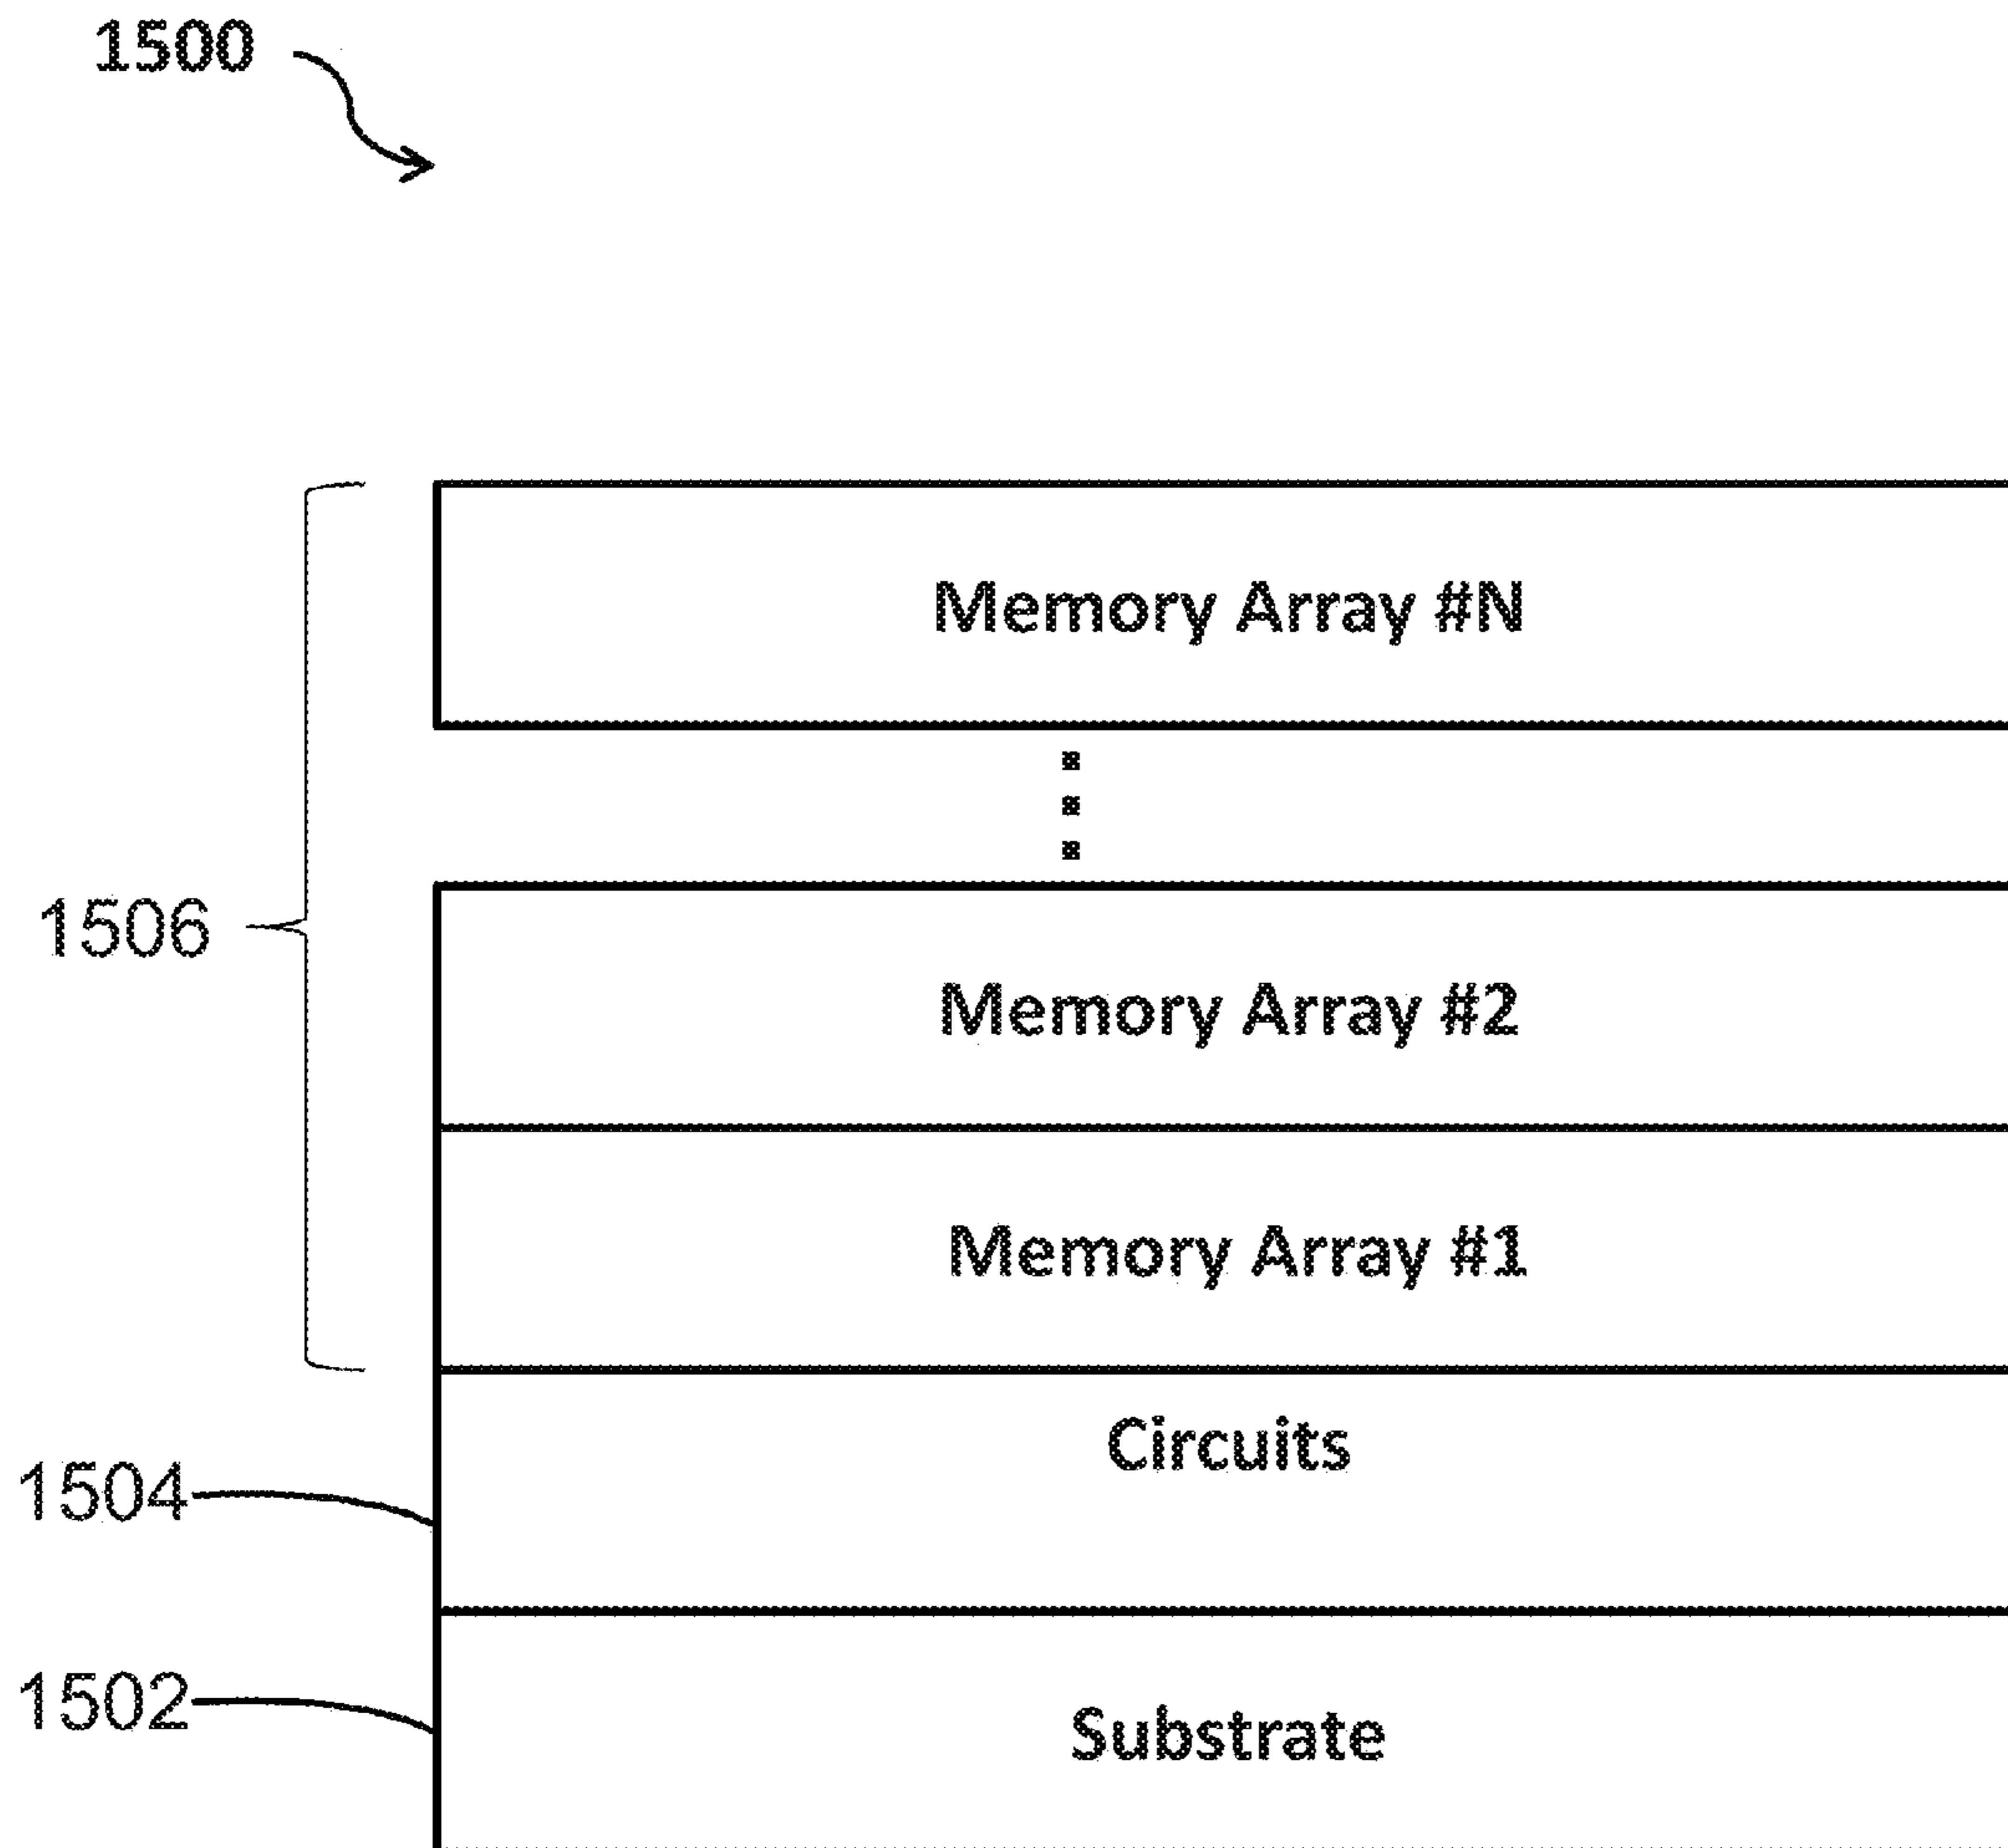 1500
Memory Array #N
1506
Memory Array #2
Memory Array #1
Circuits
1504
1502
Substrate